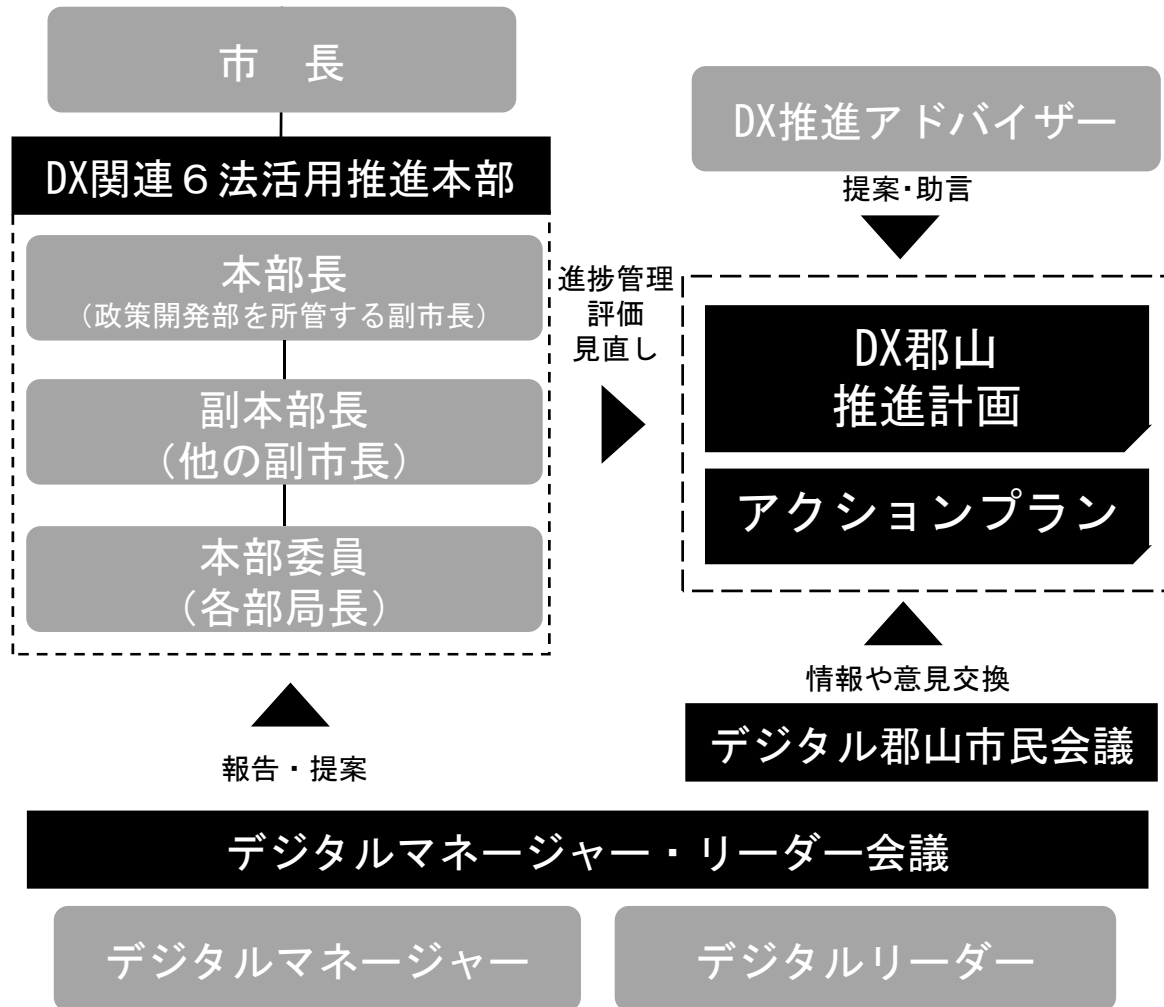 市　長
DX関連６法活用推進本部
本部長
（政策開発部を所管する副市長）
副本部長
（他の副市長）
本部委員
（各部局長）
報告・提案
進捗管理
評価
見直し
DX推進アドバイザー
提案・助言
DX郡山
推進計画
アクションプラン
情報や意見交換
デジタル郡山市民会議
デジタルマネージャー・リーダー会議
デジタルマネージャー
デジタルリーダー